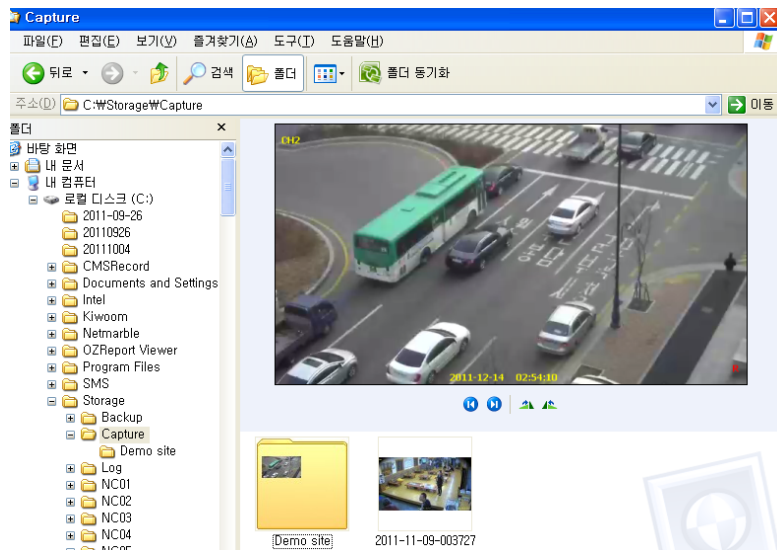 Capture
파일(F) 편집(E) 보기(V) 즐겨찾기(A) 도구(T) 도움말(H)
뒤로 검색 폴더 폴더 동기화
주소(D) C:₩Storage₩Capture 이동
폴더 x
바탕 화면
내 문서
내 컴퓨터
로컬 디스크 (C:)
2011-09-26
20110926
20111004
CMSRecord
Documents and Settings
Intel
Kiwoom
Netmarble
OZReport Viewer
Program Files
SMS
Storage
Backup
Capture
Demo site
Log
NC01
NC02
NC03
NC04
NC05
CH2
2011-12-14 02:54:10
Demo site
2011-11-09-003727